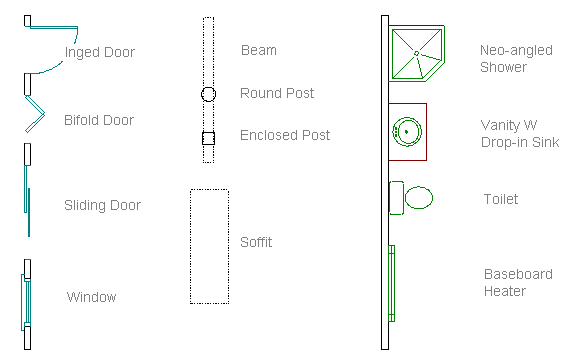 Inged Door
Bifold Door
Sliding Door
Window
Beam
Round Post
Enclosed Post
Soffit
Neo-angled
Shower
Vanity W
Drop-in Sink
Toilet
Baseboard
Heater